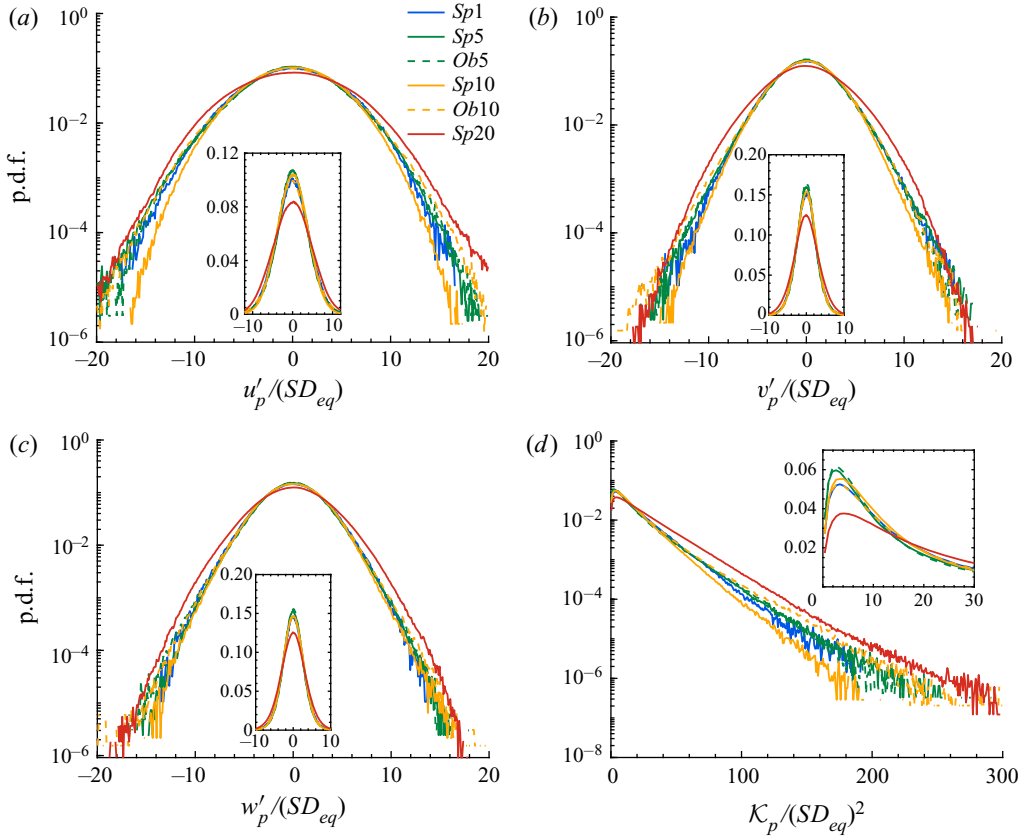 (a)
10^0
10^-2
10^-4
10^-6
p.d.f.
Sp1
Sp5
Ob5
Sp10
Ob10
Sp20
0.12
0.08
0.04
0
−10 0 10
−20 −10 0 10 20
u′_p/(SD_eq)
(b)
10^0
10^-2
10^-4
10^-6
0.20
0.15
0.10
0.05
0
−10 0 10
−20 −10 0 10 20
v′_p/(SD_eq)
(c)
10^0
10^-2
10^-4
10^-6
p.d.f.
0.20
0.15
0.10
0.05
0
−10 0 10
−20 −10 0 10 20
w′_p/(SD_eq)
(d)
10^0
10^-2
10^-4
10^-6
10^-8
0.06
0.04
0.02
0 10 20 30
0 100 200 300
𝒦_p/(SD_eq)^2